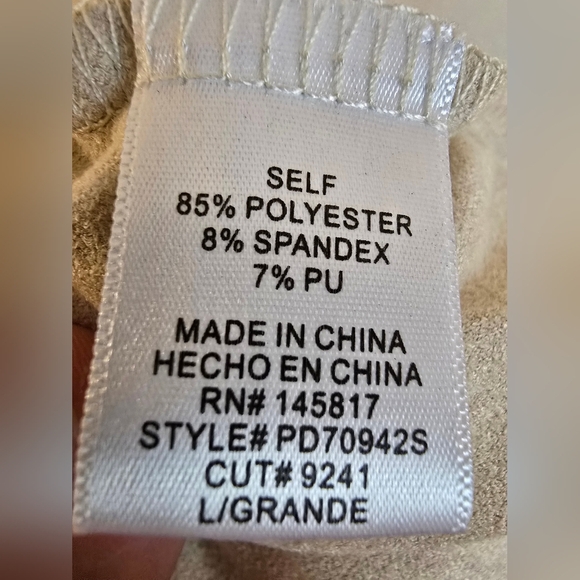 SELF
85% POLYESTER
8% SPANDEX
7% PU
MADE IN CHINA
HECHO EN CHINA
RN# 145817
STYLE# PD70942S
CUT# 9241
L/GRANDE